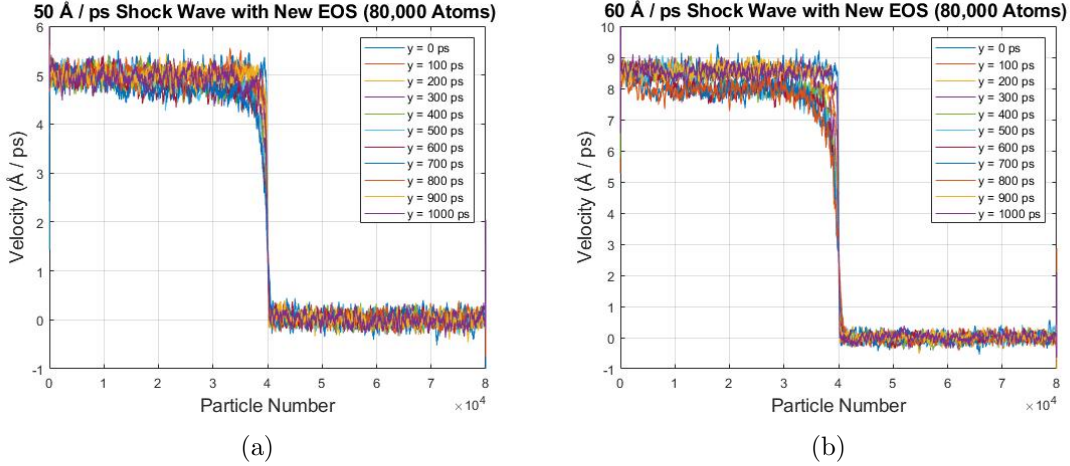 50 Å / ps Shock Wave with New EOS (80,000 Atoms)
6
5
4
3
2
1
0
-1
Velocity (Å / ps)
y = 0 ps
y = 100 ps
y = 200 ps
y = 300 ps
y = 400 ps
y = 500 ps
y = 600 ps
y = 700 ps
y = 800 ps
y = 900 ps
y = 1000 ps
0 1 2 3 4 5 6 7 8
Particle Number
× 10^4
(a)
60 Å / ps Shock Wave with New EOS (80,000 Atoms)
10
9
8
7
6
5
4
3
2
1
0
-1
Velocity (Å / ps)
y = 0 ps
y = 100 ps
y = 200 ps
y = 300 ps
y = 400 ps
y = 500 ps
y = 600 ps
y = 700 ps
y = 800 ps
y = 900 ps
y = 1000 ps
0 1 2 3 4 5 6 7 8
Particle Number
× 10^4
(b)